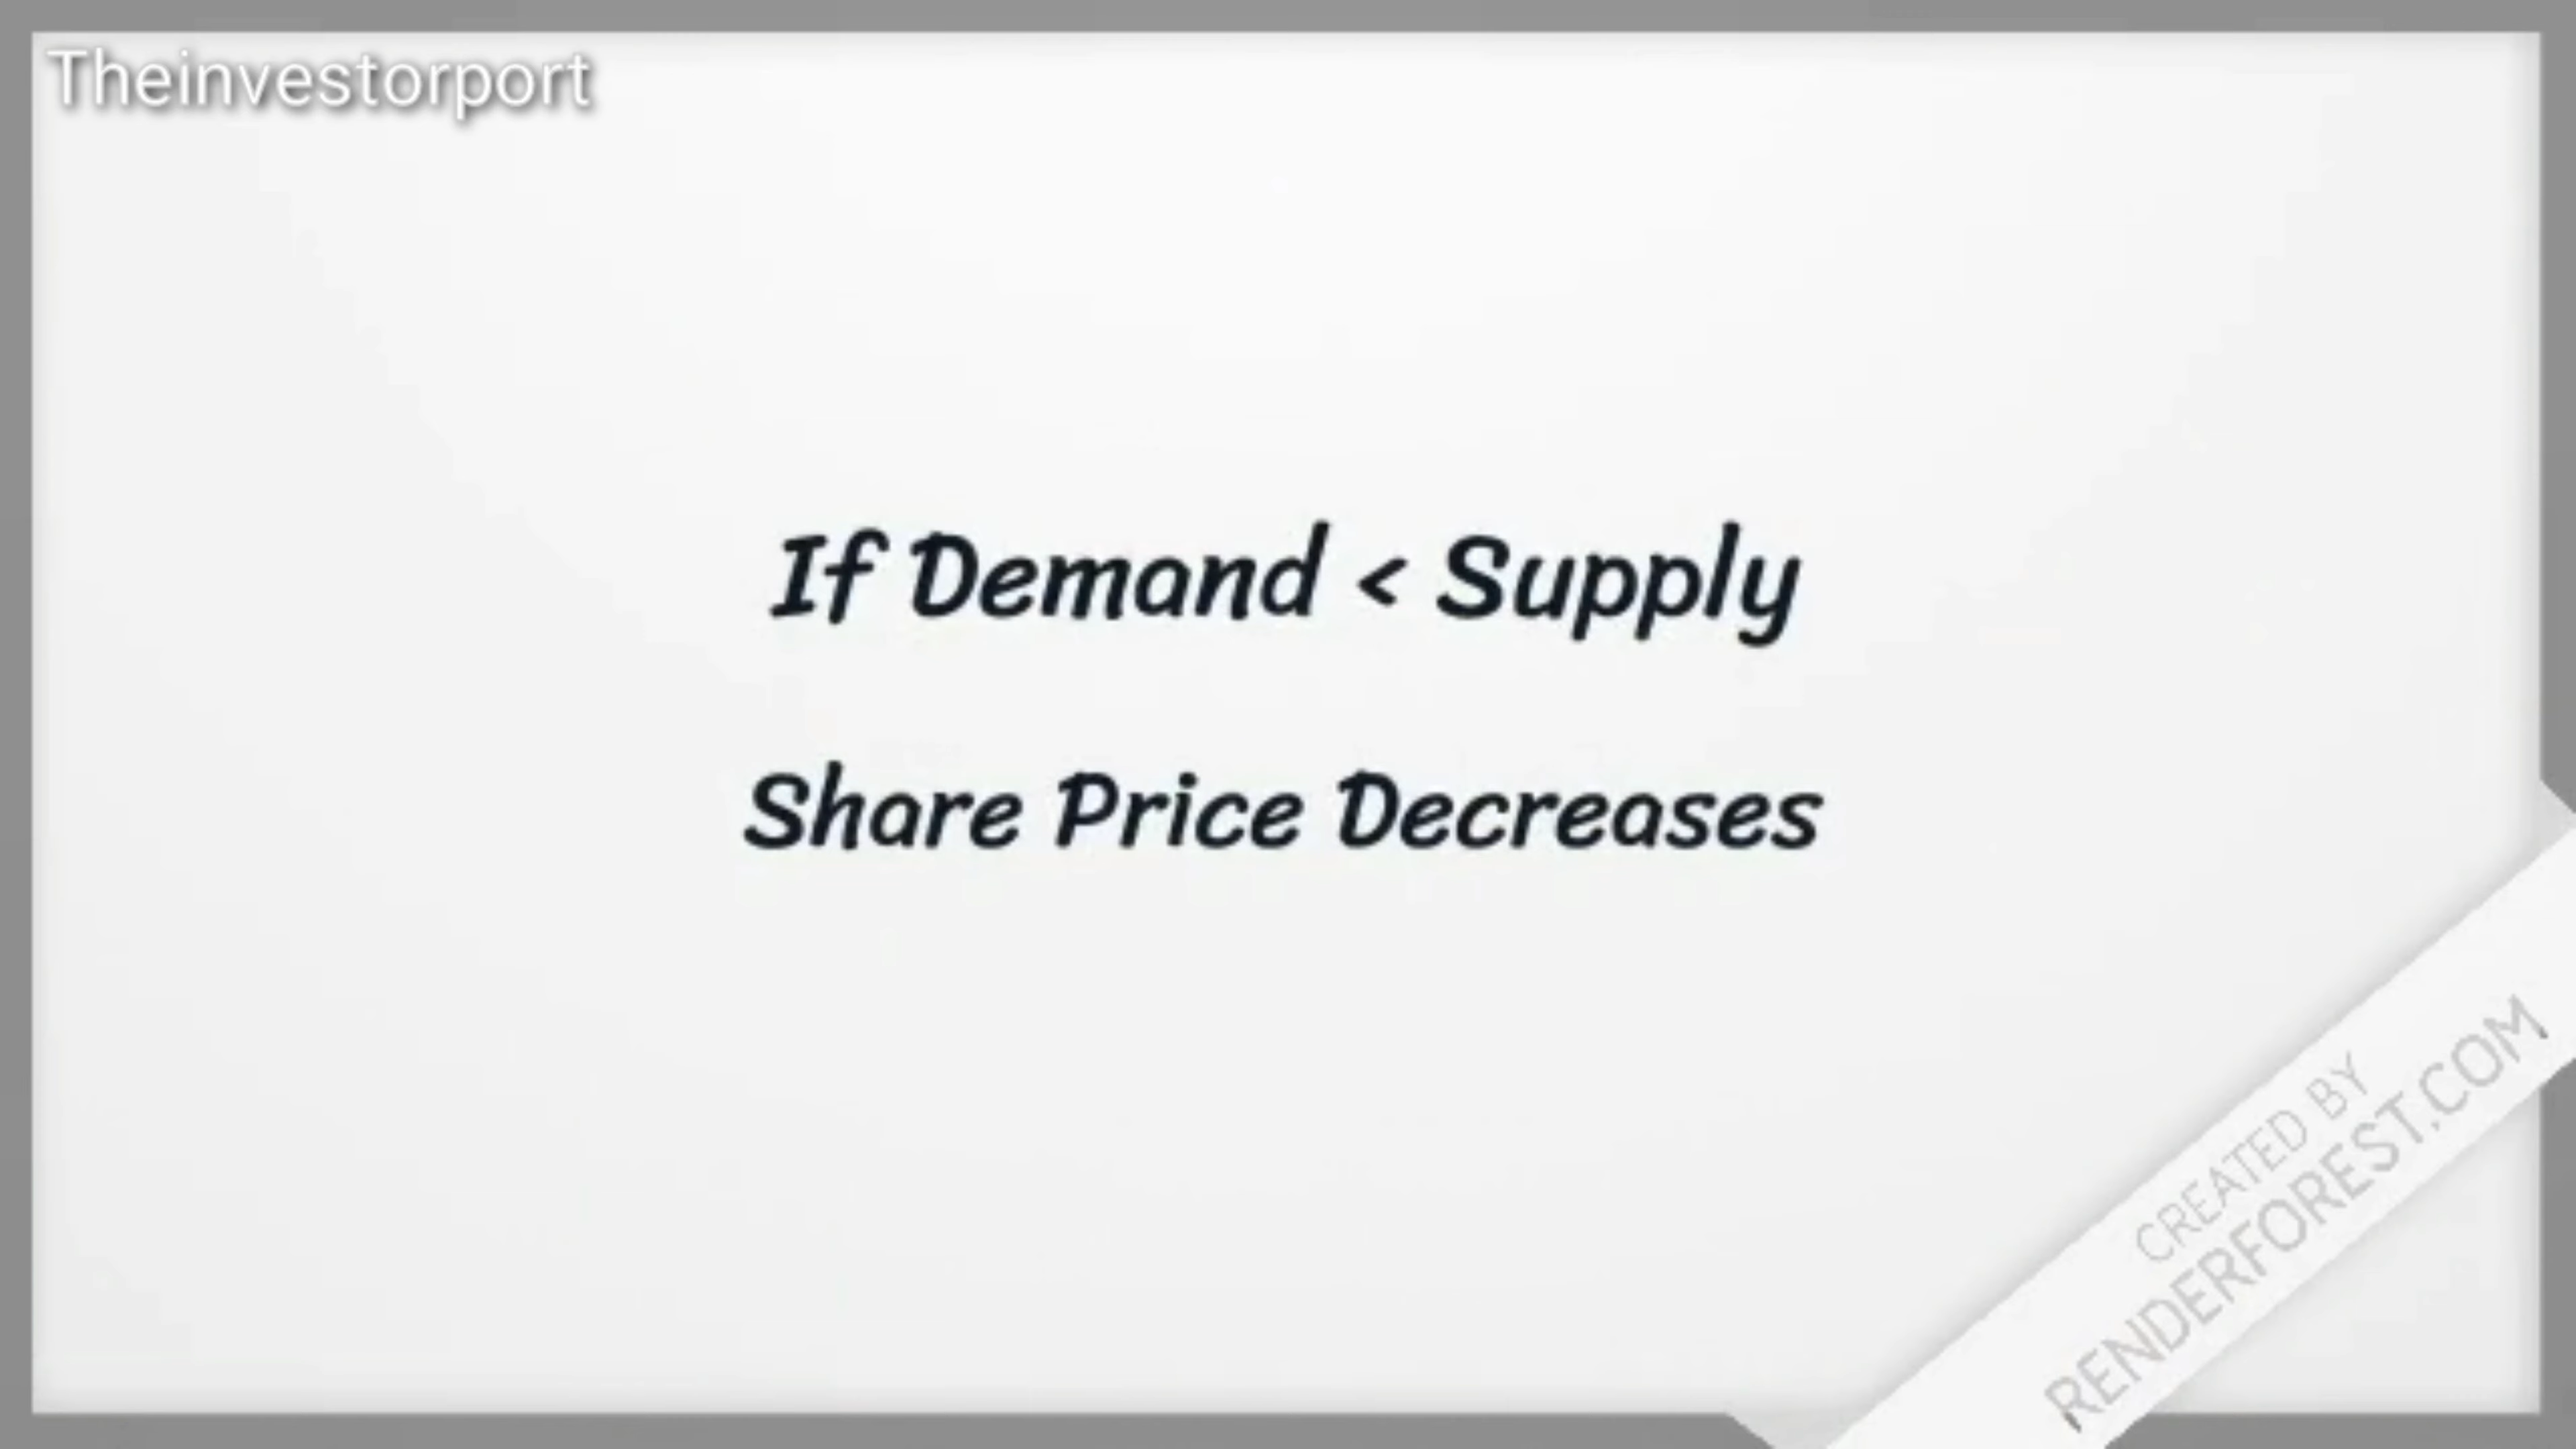 Theinvestorport
If Demand < Supply
Share Price Decreases
CREATED BY
RENDERFOREST.COM